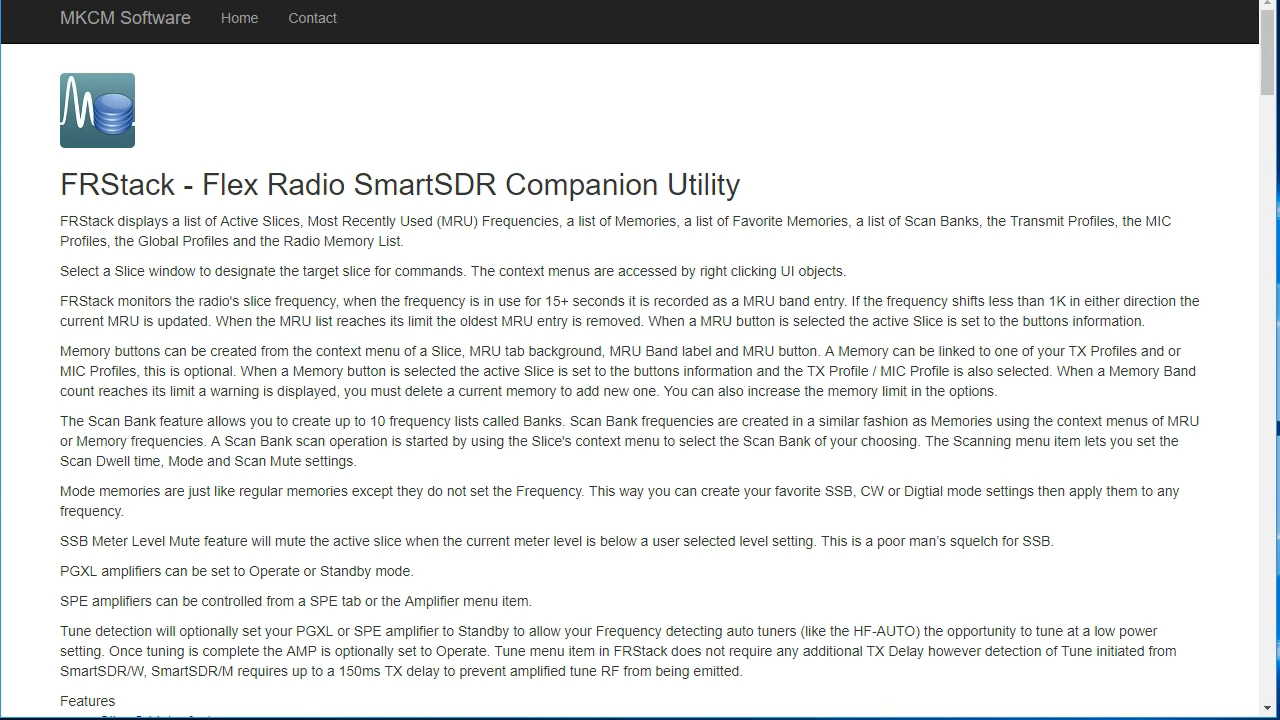 MKCM Software Home Contact
FRStack - Flex Radio SmartSDR Companion Utility
FRStack displays a list of Active Slices, Most Recently Used (MRU) Frequencies, a list of Memories, a list of Favorite Memories, a list of Scan Banks, the Transmit Profiles, the MIC
Profiles, the Global Profiles and the Radio Memory List.
Select a Slice window to designate the target slice for commands. The context menus are accessed by right clicking UI objects.
FRStack monitors the radio's slice frequency, when the frequency is in use for 15+ seconds it is recorded as a MRU band entry. If the frequency shifts less than 1K in either direction the
current MRU is updated. When the MRU list reaches its limit the oldest MRU entry is removed. When a MRU button is selected the active Slice is set to the buttons information.
Memory buttons can be created from the context menu of a Slice, MRU tab background, MRU Band label and MRU button. A Memory can be linked to one of your TX Profiles and or
MIC Profiles, this is optional. When a Memory button is selected the active Slice is set to the buttons information and the TX Profile / MIC Profile is also selected. When a Memory Band
count reaches its limit a warning is displayed, you must delete a current memory to add new one. You can also increase the memory limit in the options.
The Scan Bank feature allows you to create up to 10 frequency lists called Banks. Scan Bank frequencies are created in a similar fashion as Memories using the context menus of MRU
or Memory frequencies. A Scan Bank scan operation is started by using the Slice's context menu to select the Scan Bank of your choosing. The Scanning menu item lets you set the
Scan Dwell time, Mode and Scan Mute settings.
Mode memories are just like regular memories except they do not set the Frequency. This way you can create your favorite SSB, CW or Digtial mode settings then apply them to any
frequency.
SSB Meter Level Mute feature will mute the active slice when the current meter level is below a user selected level setting. This is a poor man’s squelch for SSB.
PGXL amplifiers can be set to Operate or Standby mode.
SPE amplifiers can be controlled from a SPE tab or the Amplifier menu item.
Tune detection will optionally set your PGXL or SPE amplifier to Standby to allow your Frequency detecting auto tuners (like the HF-AUTO) the opportunity to tune at a low power
setting. Once tuning is complete the AMP is optionally set to Operate. Tune menu item in FRStack does not require any additional TX Delay however detection of Tune initiated from
SmartSDR/W, SmartSDR/M requires up to a 150ms TX delay to prevent amplified tune RF from being emitted.
Features